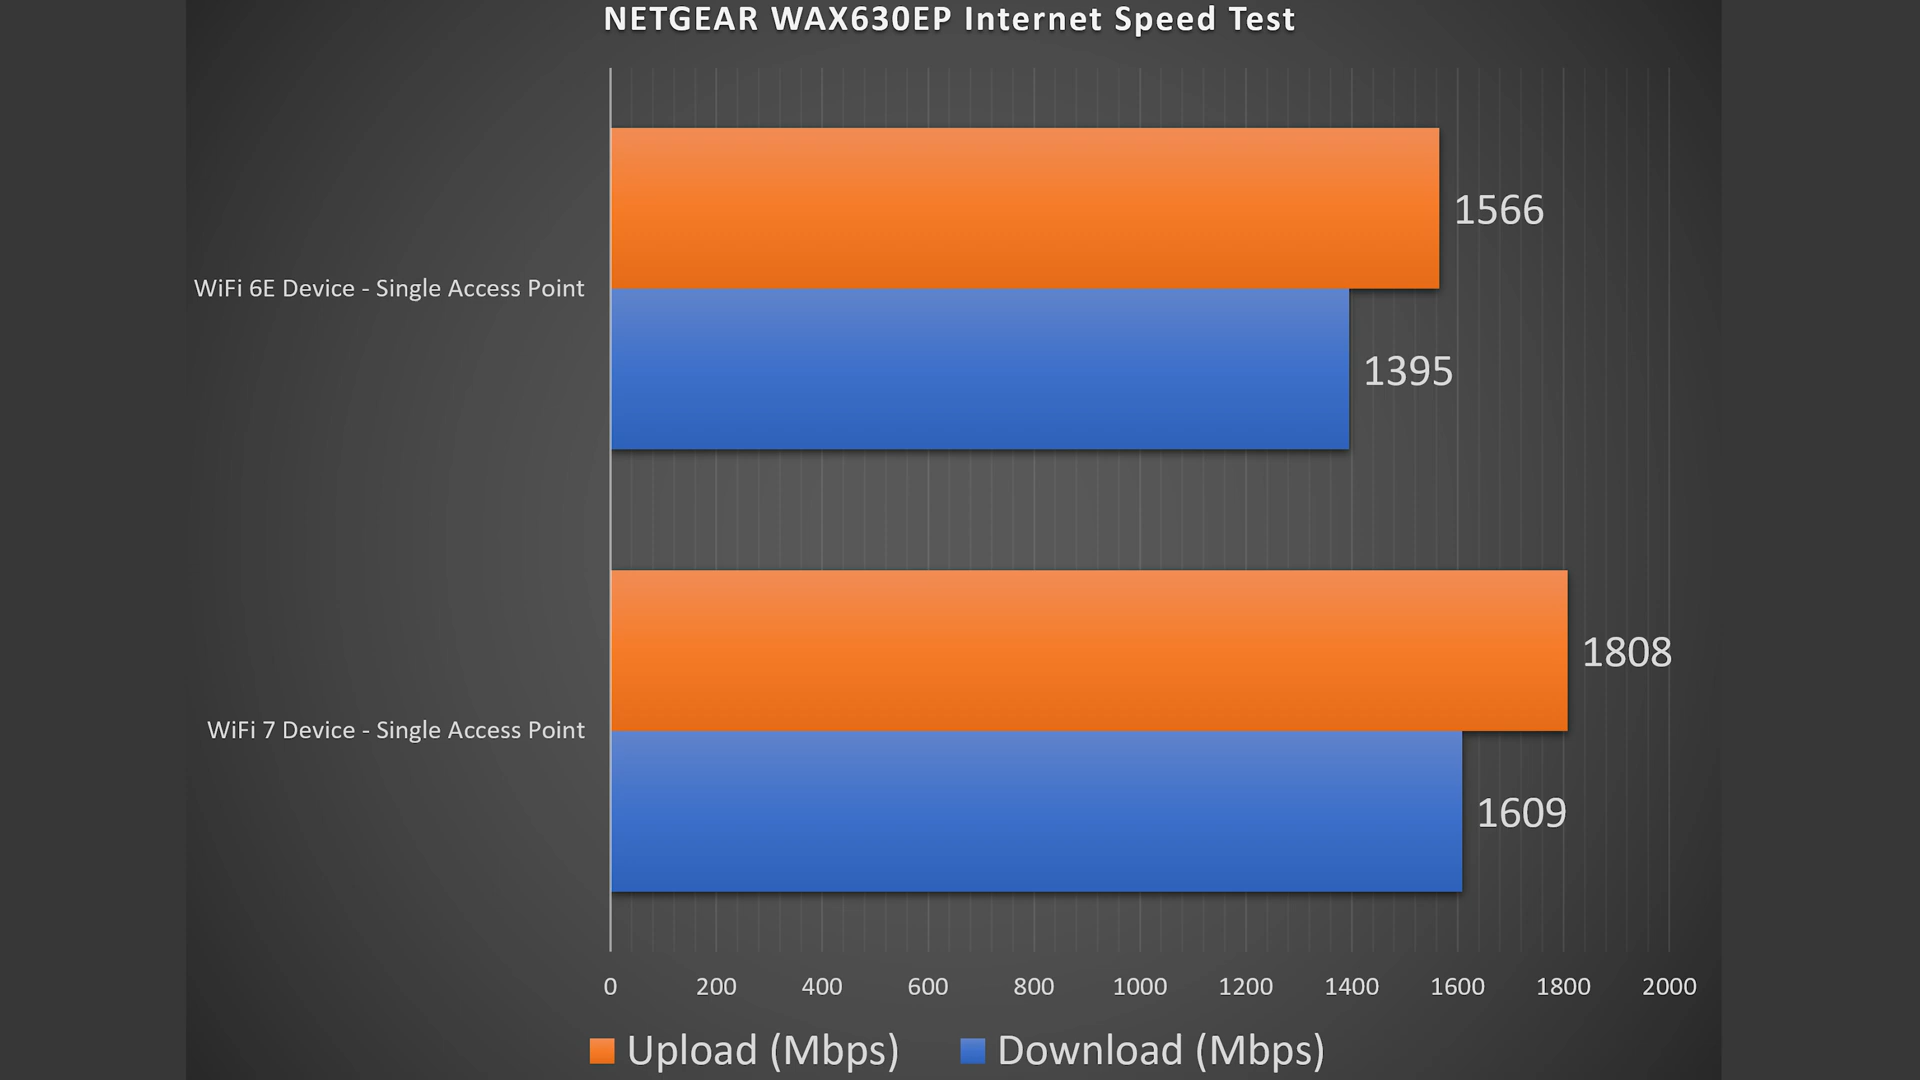 NETGEAR WAX630EP Internet Speed Test
1566
WiFi 6E Device - Single Access Point
1395
1808
WiFi 7 Device - Single Access Point
1609
0 200 400 600 800 1000 1200 1400 1600 1800 2000
Upload (Mbps) Download (Mbps)